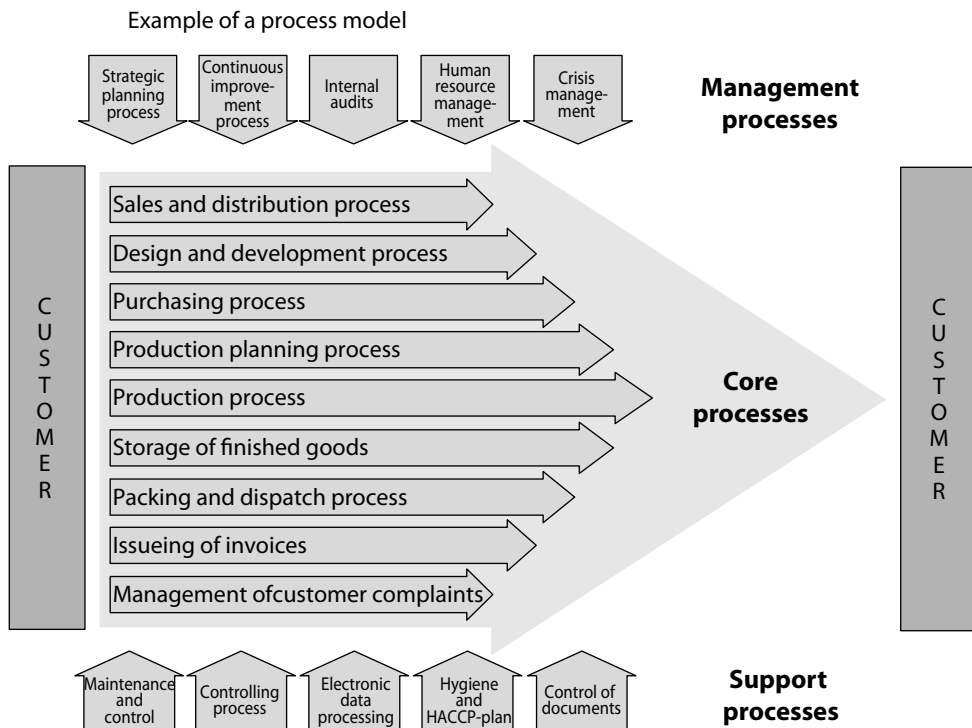 Example of a process model
Strategic
planning
process
Continuous
improve-
ment
process
Internal
audits
Human
resource
manage-
ment
Crisis
manage-
ment
Management
processes
CUSTOMER
Sales and distribution process
Design and development process
Purchasing process
Production planning process
Production process
Storage of finished goods
Packing and dispatch process
Issueing of invoices
Management ofcustomer complaints
Core
processes
CUSTOMER
Maintenance
and
control
Controlling
process
Electronic
data
processing
Hygiene
and
HACCP-plan
Control of
documents
Support
processes